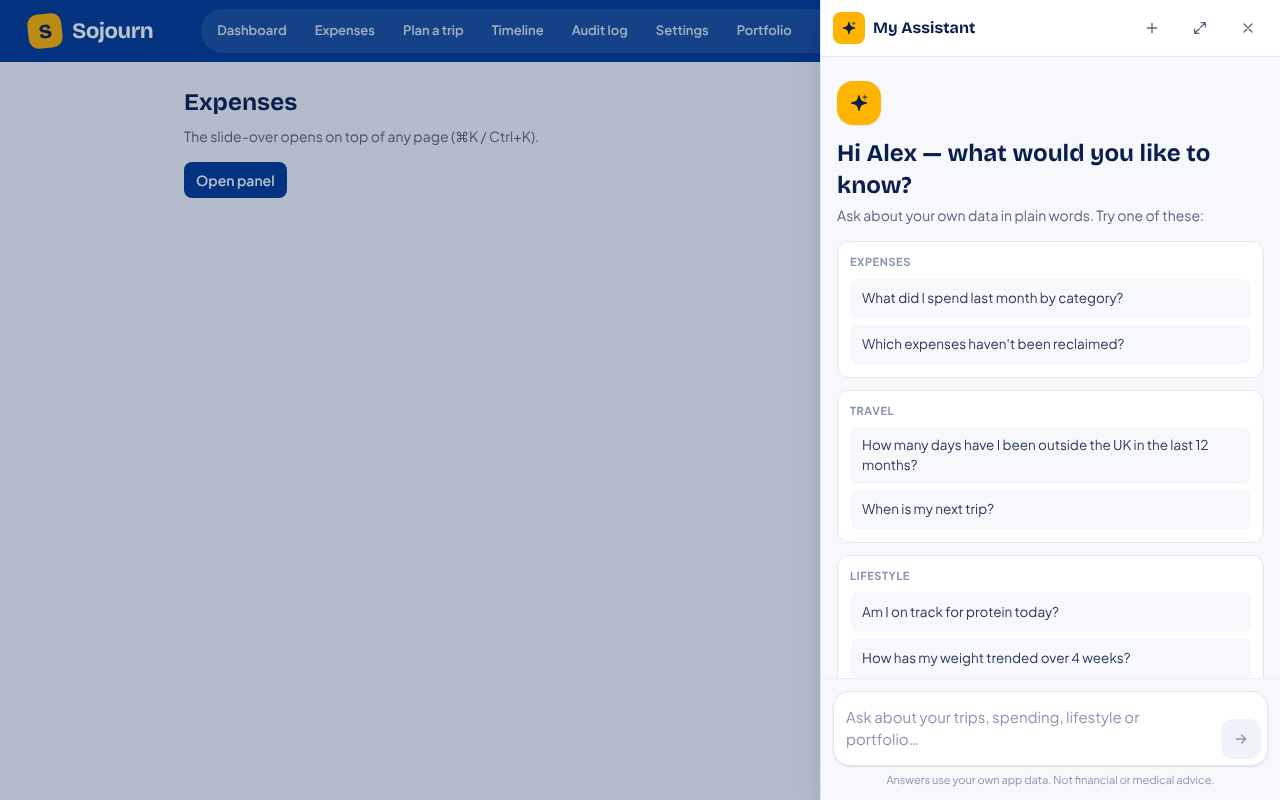 S Sojourn
Dashboard Expenses Plan a trip Timeline Audit log Settings Portfolio
Expenses
The slide-over opens on top of any page (⌘K / Ctrl+K).
Open panel
My Assistant
Hi Alex — what would you like to
know?
Ask about your own data in plain words. Try one of these:
EXPENSES
What did I spend last month by category?
Which expenses haven't been reclaimed?
TRAVEL
How many days have I been outside the UK in the last 12
months?
When is my next trip?
LIFESTYLE
Am I on track for protein today?
How has my weight trended over 4 weeks?
Ask about your trips, spending, lifestyle or
portfolio…
Answers use your own app data. Not financial or medical advice.